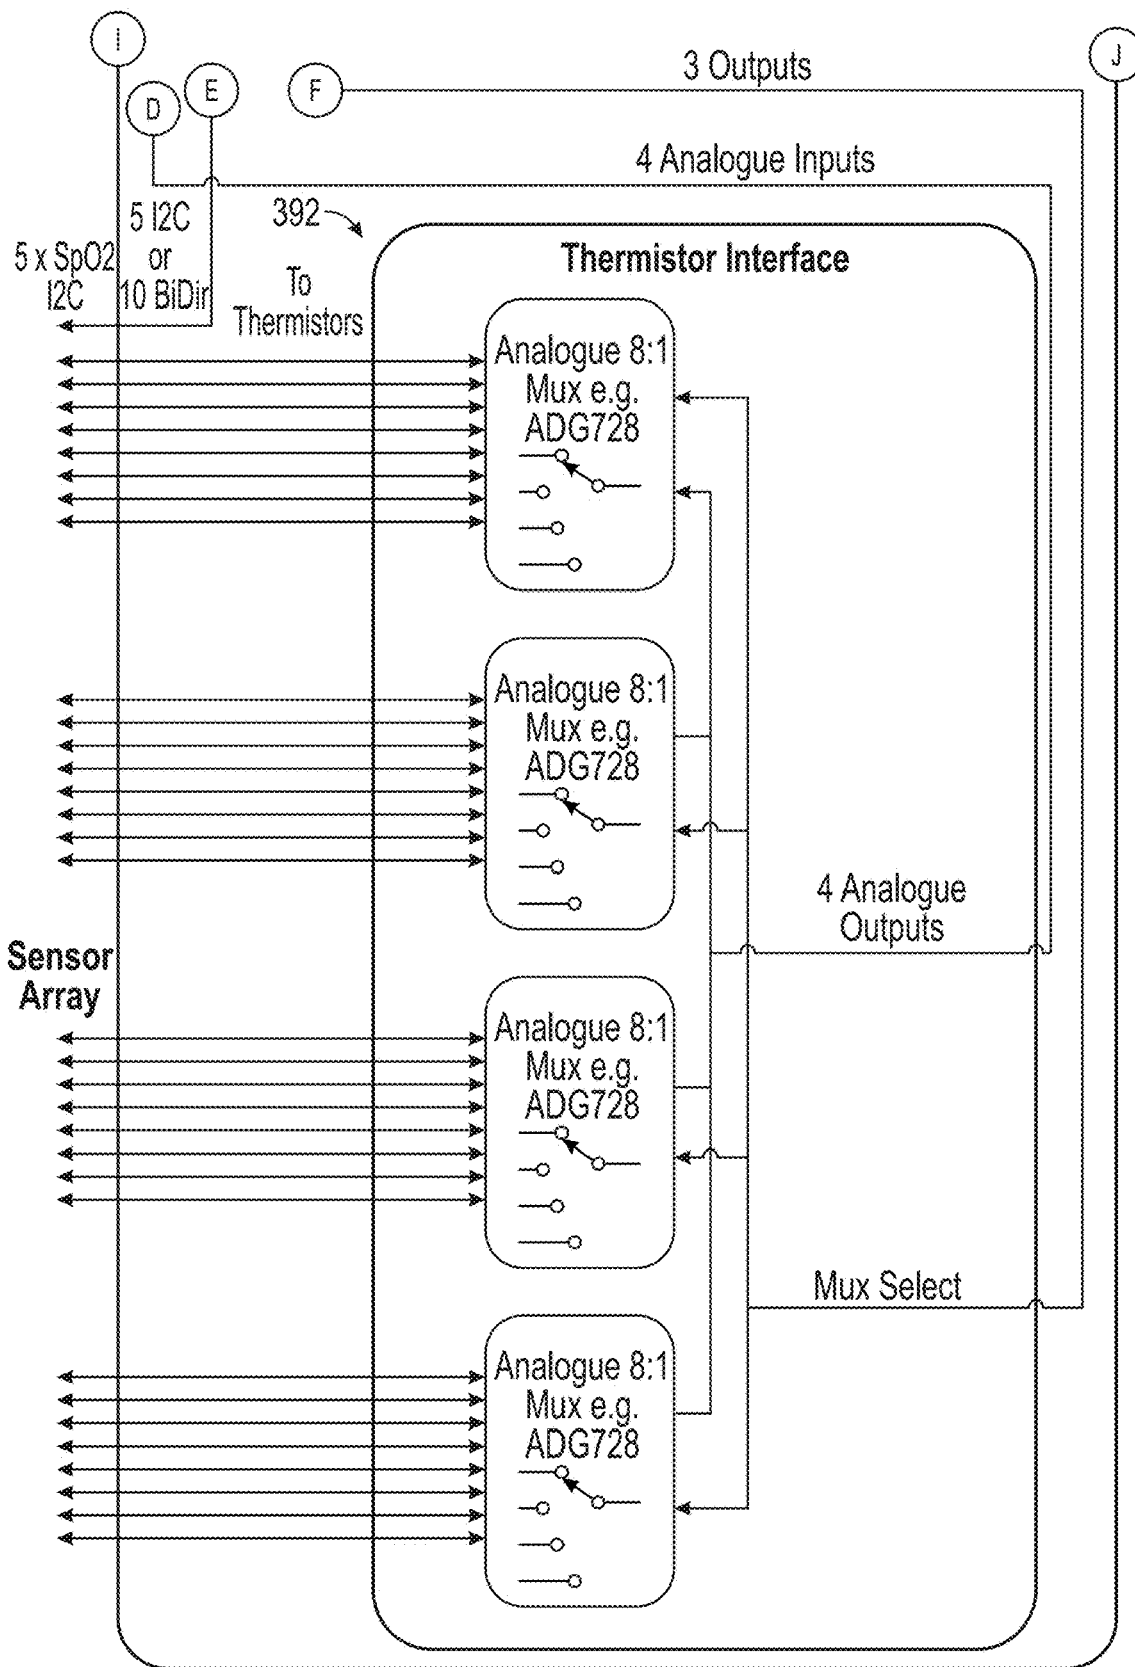 I
J
D
E
F
3 Outputs
4 Analogue Inputs
5 x SpO2
I2C
5 I2C
or
10 BiDir
392
To
Thermistors
Thermistor Interface
Analogue 8:1
Mux e.g.
ADG728
Analogue 8:1
Mux e.g.
ADG728
4 Analogue
Outputs
Sensor
Array
Analogue 8:1
Mux e.g.
ADG728
Mux Select
Analogue 8:1
Mux e.g.
ADG728